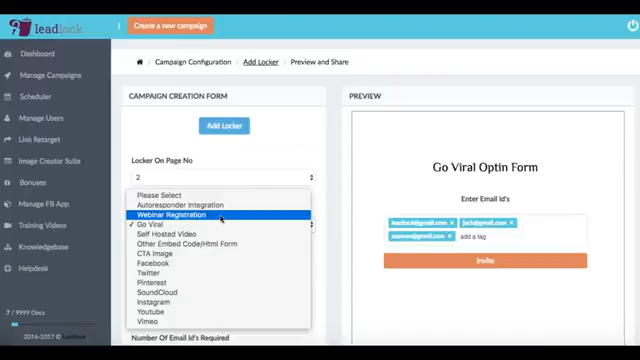 leadlock
Create a new campaign
Dashboard
Manage Campaigns
Scheduler
Manage Users
Link Retarget
Image Creator Suite
Bonuses
Manage FB App
Training Videos
Knowledgebase
Helpdesk
7 / 9999 Docs
2016-2017 © Leadlock
Campaign Configuration Add Locker Preview and Share
CAMPAIGN CREATION FORM
Add Locker
Locker On Page No
2
Please Select
Autoresponder Integration
Webinar Registration
✓ Go Viral
Self Hosted Video
Other Embed Code/Html Form
CTA Image
Facebook
Twitter
Pinterest
SoundCloud
Instagram
Youtube
Vimeo
Number Of Email Id's Required
PREVIEW
Go Viral Optin Form
Enter Email Id's
leadlock@gmail.com × jack@gmail.com ×
add a tag
Invite